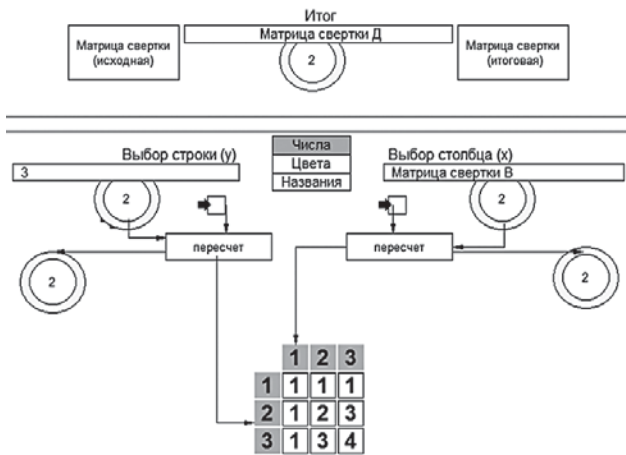 Итог
Матрица свертки
(исходная)
Матрица свертки Д
2
Матрица свертки
(итоговая)
Числа
Цвета
Названия
Выбор строки (y)
3
2
Выбор столбца (x)
Матрица свертки В
2
пересчет
пересчет
2
2
1 2 3
1 1 1 1
2 1 2 3
3 1 3 4